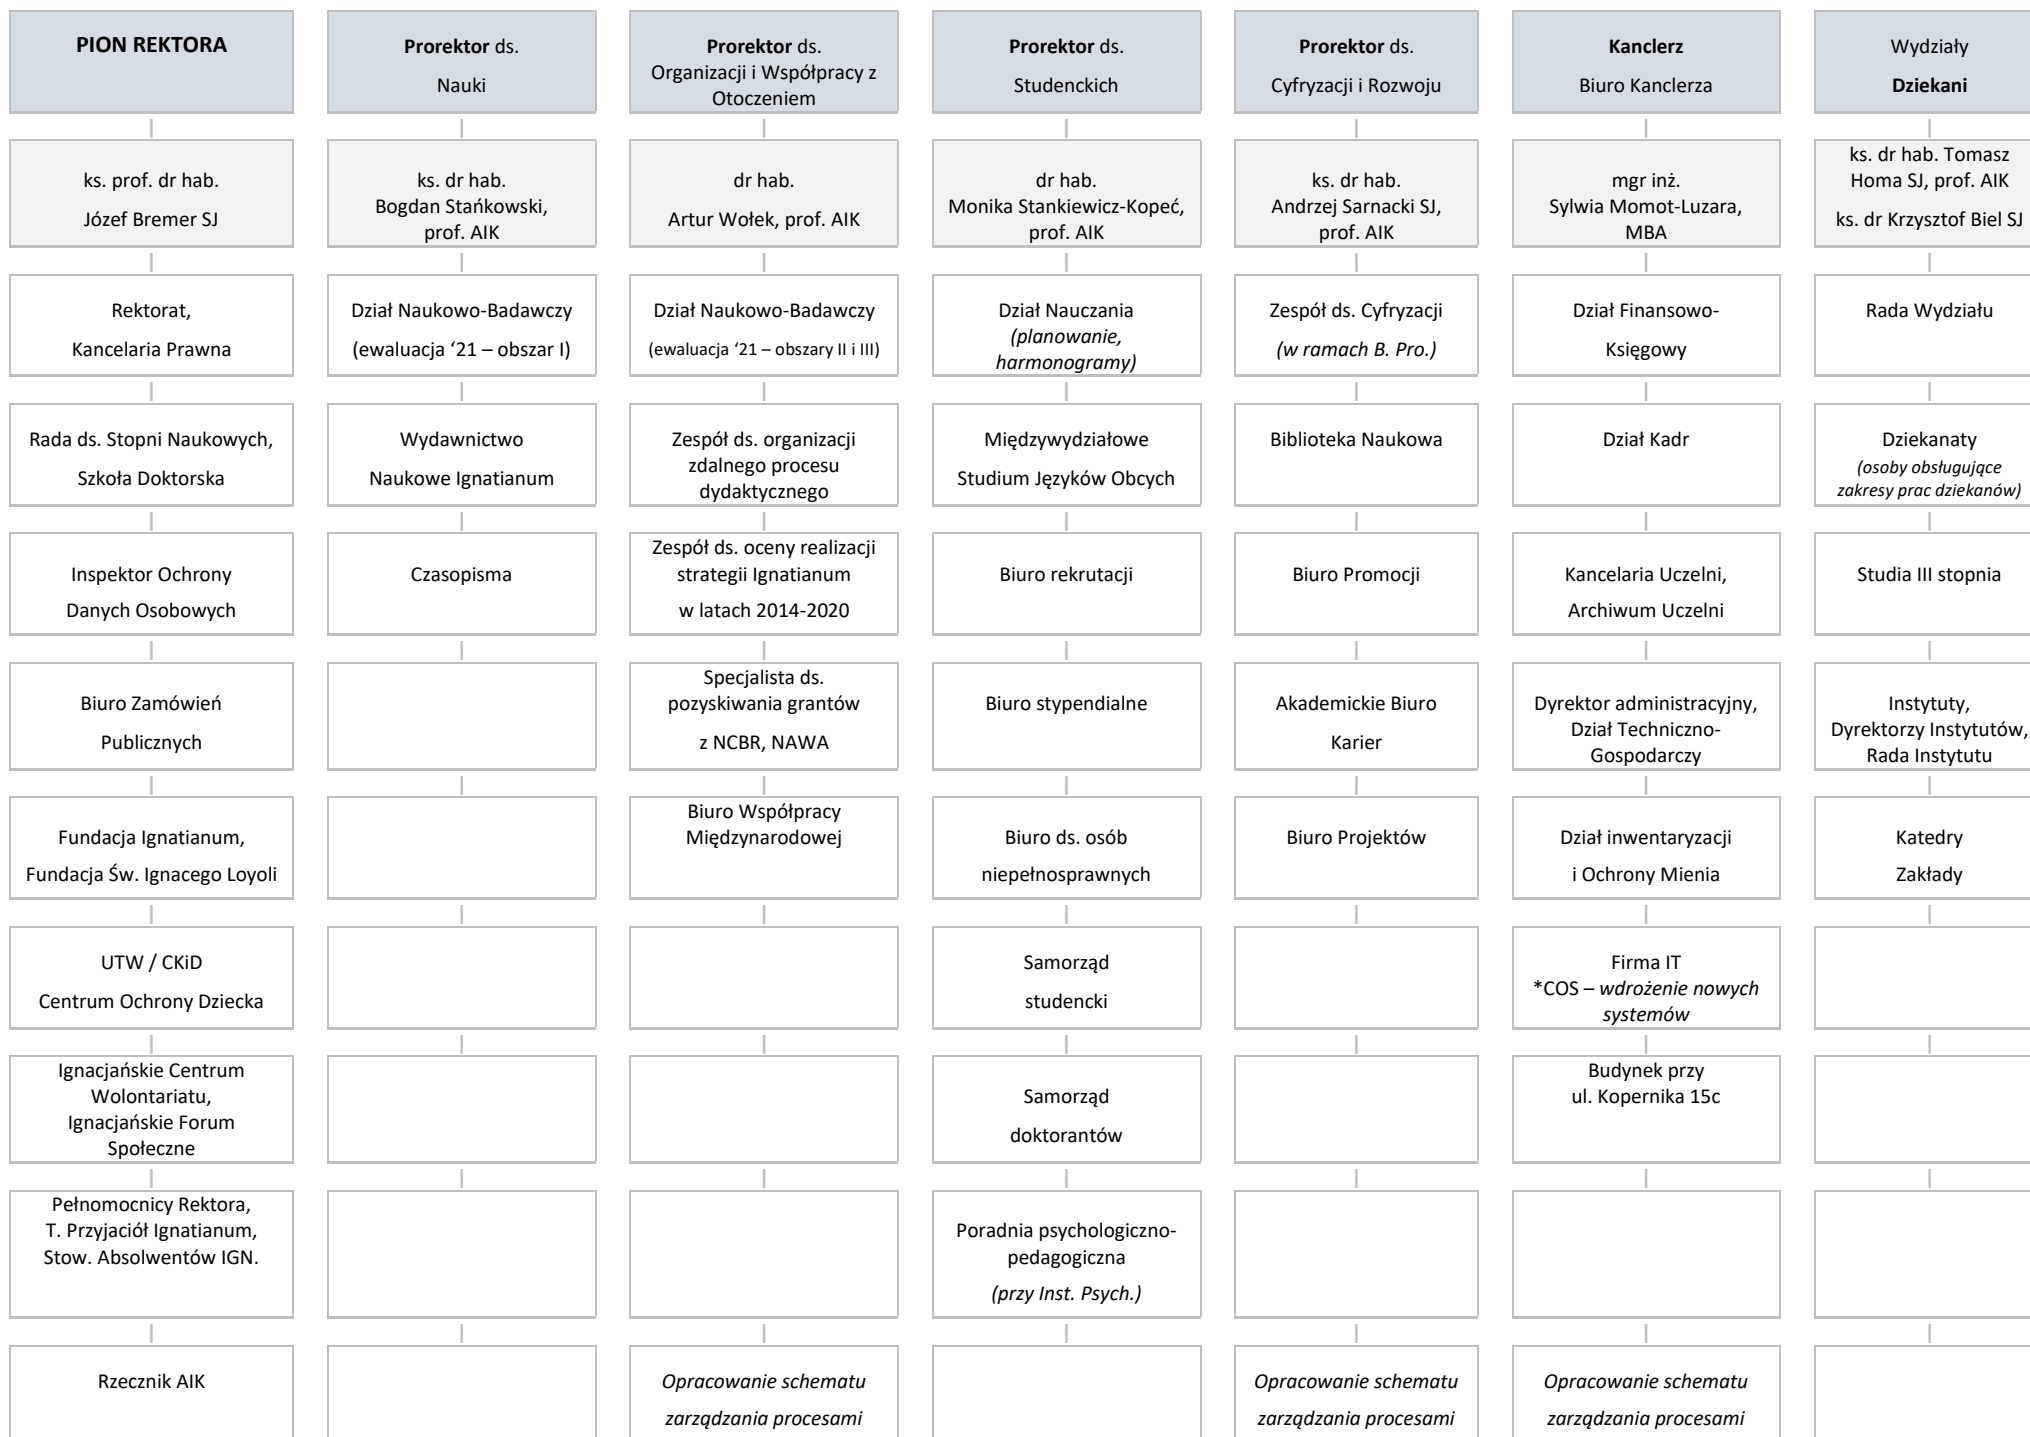 PION REKTORA
Prorektor ds.
Nauki
Prorektor ds.
Organizacji i Współpracy z
Otoczeniem
Prorektor ds.
Studenckich
Prorektor ds.
Cyfryzacji i Rozwoju
Kanclerz
Biuro Kanclerza
Wydziały
Dziekani
ks. prof. dr hab.
Józef Bremer SJ
ks. dr hab.
Bogdan Stańkowski,
prof. AIK
dr hab.
Artur Wołek, prof. AIK
dr hab.
Monika Stankiewicz-Kopeć,
prof. AIK
ks. dr hab.
Andrzej Sarnacki SJ,
prof. AIK
mgr inż.
Sylwia Momot-Luzara,
MBA
ks. dr hab. Tomasz
Homa SJ, prof. AIK
ks. dr Krzysztof Biel SJ
Rektorat,
Kancelaria Prawna
Dział Naukowo-Badawczy
(ewaluacja ‘21 – obszar I)
Dział Naukowo-Badawczy
(ewaluacja ‘21 – obszary II i III)
Dział Nauczania
(planowanie,
harmonogramy)
Zespół ds. Cyfryzacji
(w ramach B. Pro.)
Dział Finansowo-
Księgowy
Rada Wydziału
Rada ds. Stopni Naukowych,
Szkoła Doktorska
Wydawnictwo
Naukowe Ignatianum
Zespół ds. organizacji
zdalnego procesu
dydaktycznego
Międzywydziałowe
Studium Języków Obcych
Biblioteka Naukowa
Dział Kadr
Dziekanaty
(osoby obsługujące
zakresy prac dziekanów)
Inspektor Ochrony
Danych Osobowych
Czasopisma
Zespół ds. oceny realizacji
strategii Ignatianum
w latach 2014-2020
Biuro rekrutacji
Biuro Promocji
Kancelaria Uczelni,
Archiwum Uczelni
Studia III stopnia
Biuro Zamówień
Publicznych
Specjalista ds.
pozyskiwania grantów
z NCBR, NAWA
Biuro stypendialne
Akademickie Biuro
Karier
Dyrektor administracyjny,
Dział Techniczno-
Gospodarczy
Instytuty,
Dyrektorzy Instytutów,
Rada Instytutu
Fundacja Ignatianum,
Fundacja Św. Ignacego Loyoli
Biuro Współpracy
Międzynarodowej
Biuro ds. osób
niepełnosprawnych
Biuro Projektów
Dział inwentaryzacji
i Ochrony Mienia
Katedry
Zakłady
UTW / CKiD
Centrum Ochrony Dziecka
Samorząd
studencki
Firma IT
*COS – wdrożenie nowych
systemów
Ignacjańskie Centrum
Wolontariatu,
Ignacjańskie Forum
Społeczne
Samorząd
doktorantów
Budynek przy
ul. Kopernika 15c
Pełnomocnicy Rektora,
T. Przyjaciół Ignatianum,
Stow. Absolwentów IGN.
Poradnia psychologiczno-
pedagogiczna
(przy Inst. Psych.)
Rzecznik AIK
Opracowanie schematu
zarządzania procesami
Opracowanie schematu
zarządzania procesami
Opracowanie schematu
zarządzania procesami